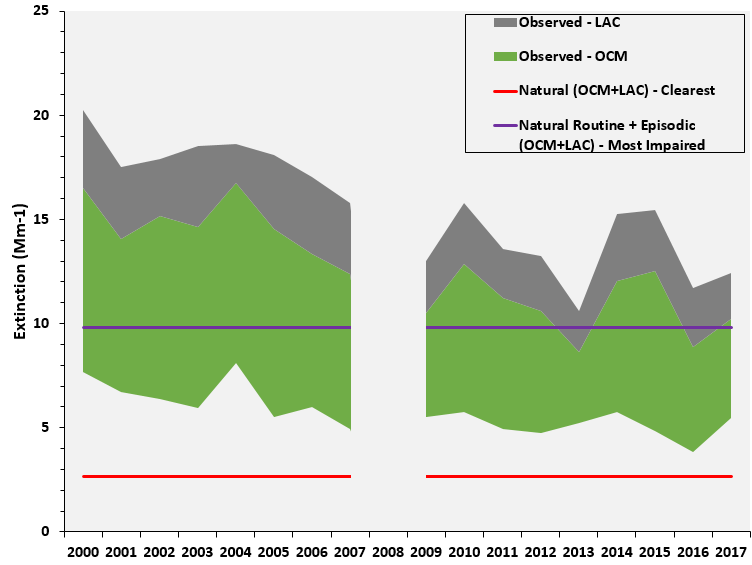 25
20
15
10
5
0
Extinction (Mm-1)
Observed - LAC
Observed - OCM
Natural (OCM+LAC) - Clearest
Natural Routine + Episodic
(OCM+LAC) - Most Impaired
2000 2001 2002 2003 2004 2005 2006 2007 2008 2009 2010 2011 2012 2013 2014 2015 2016 2017